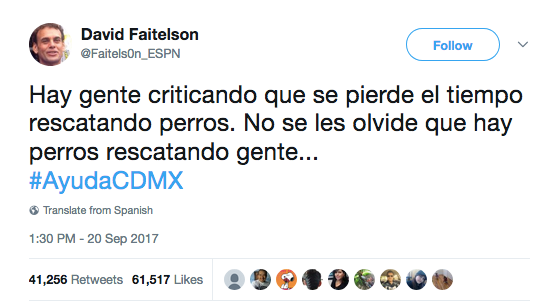 David Faitelson
@Faitels0n_ESPN
Follow
Hay gente criticando que se pierde el tiempo
rescatando perros. No se les olvide que hay
perros rescatando gente...
#AyudaCDMX
Translate from Spanish
1:30 PM - 20 Sep 2017
41,256 Retweets 61,517 Likes